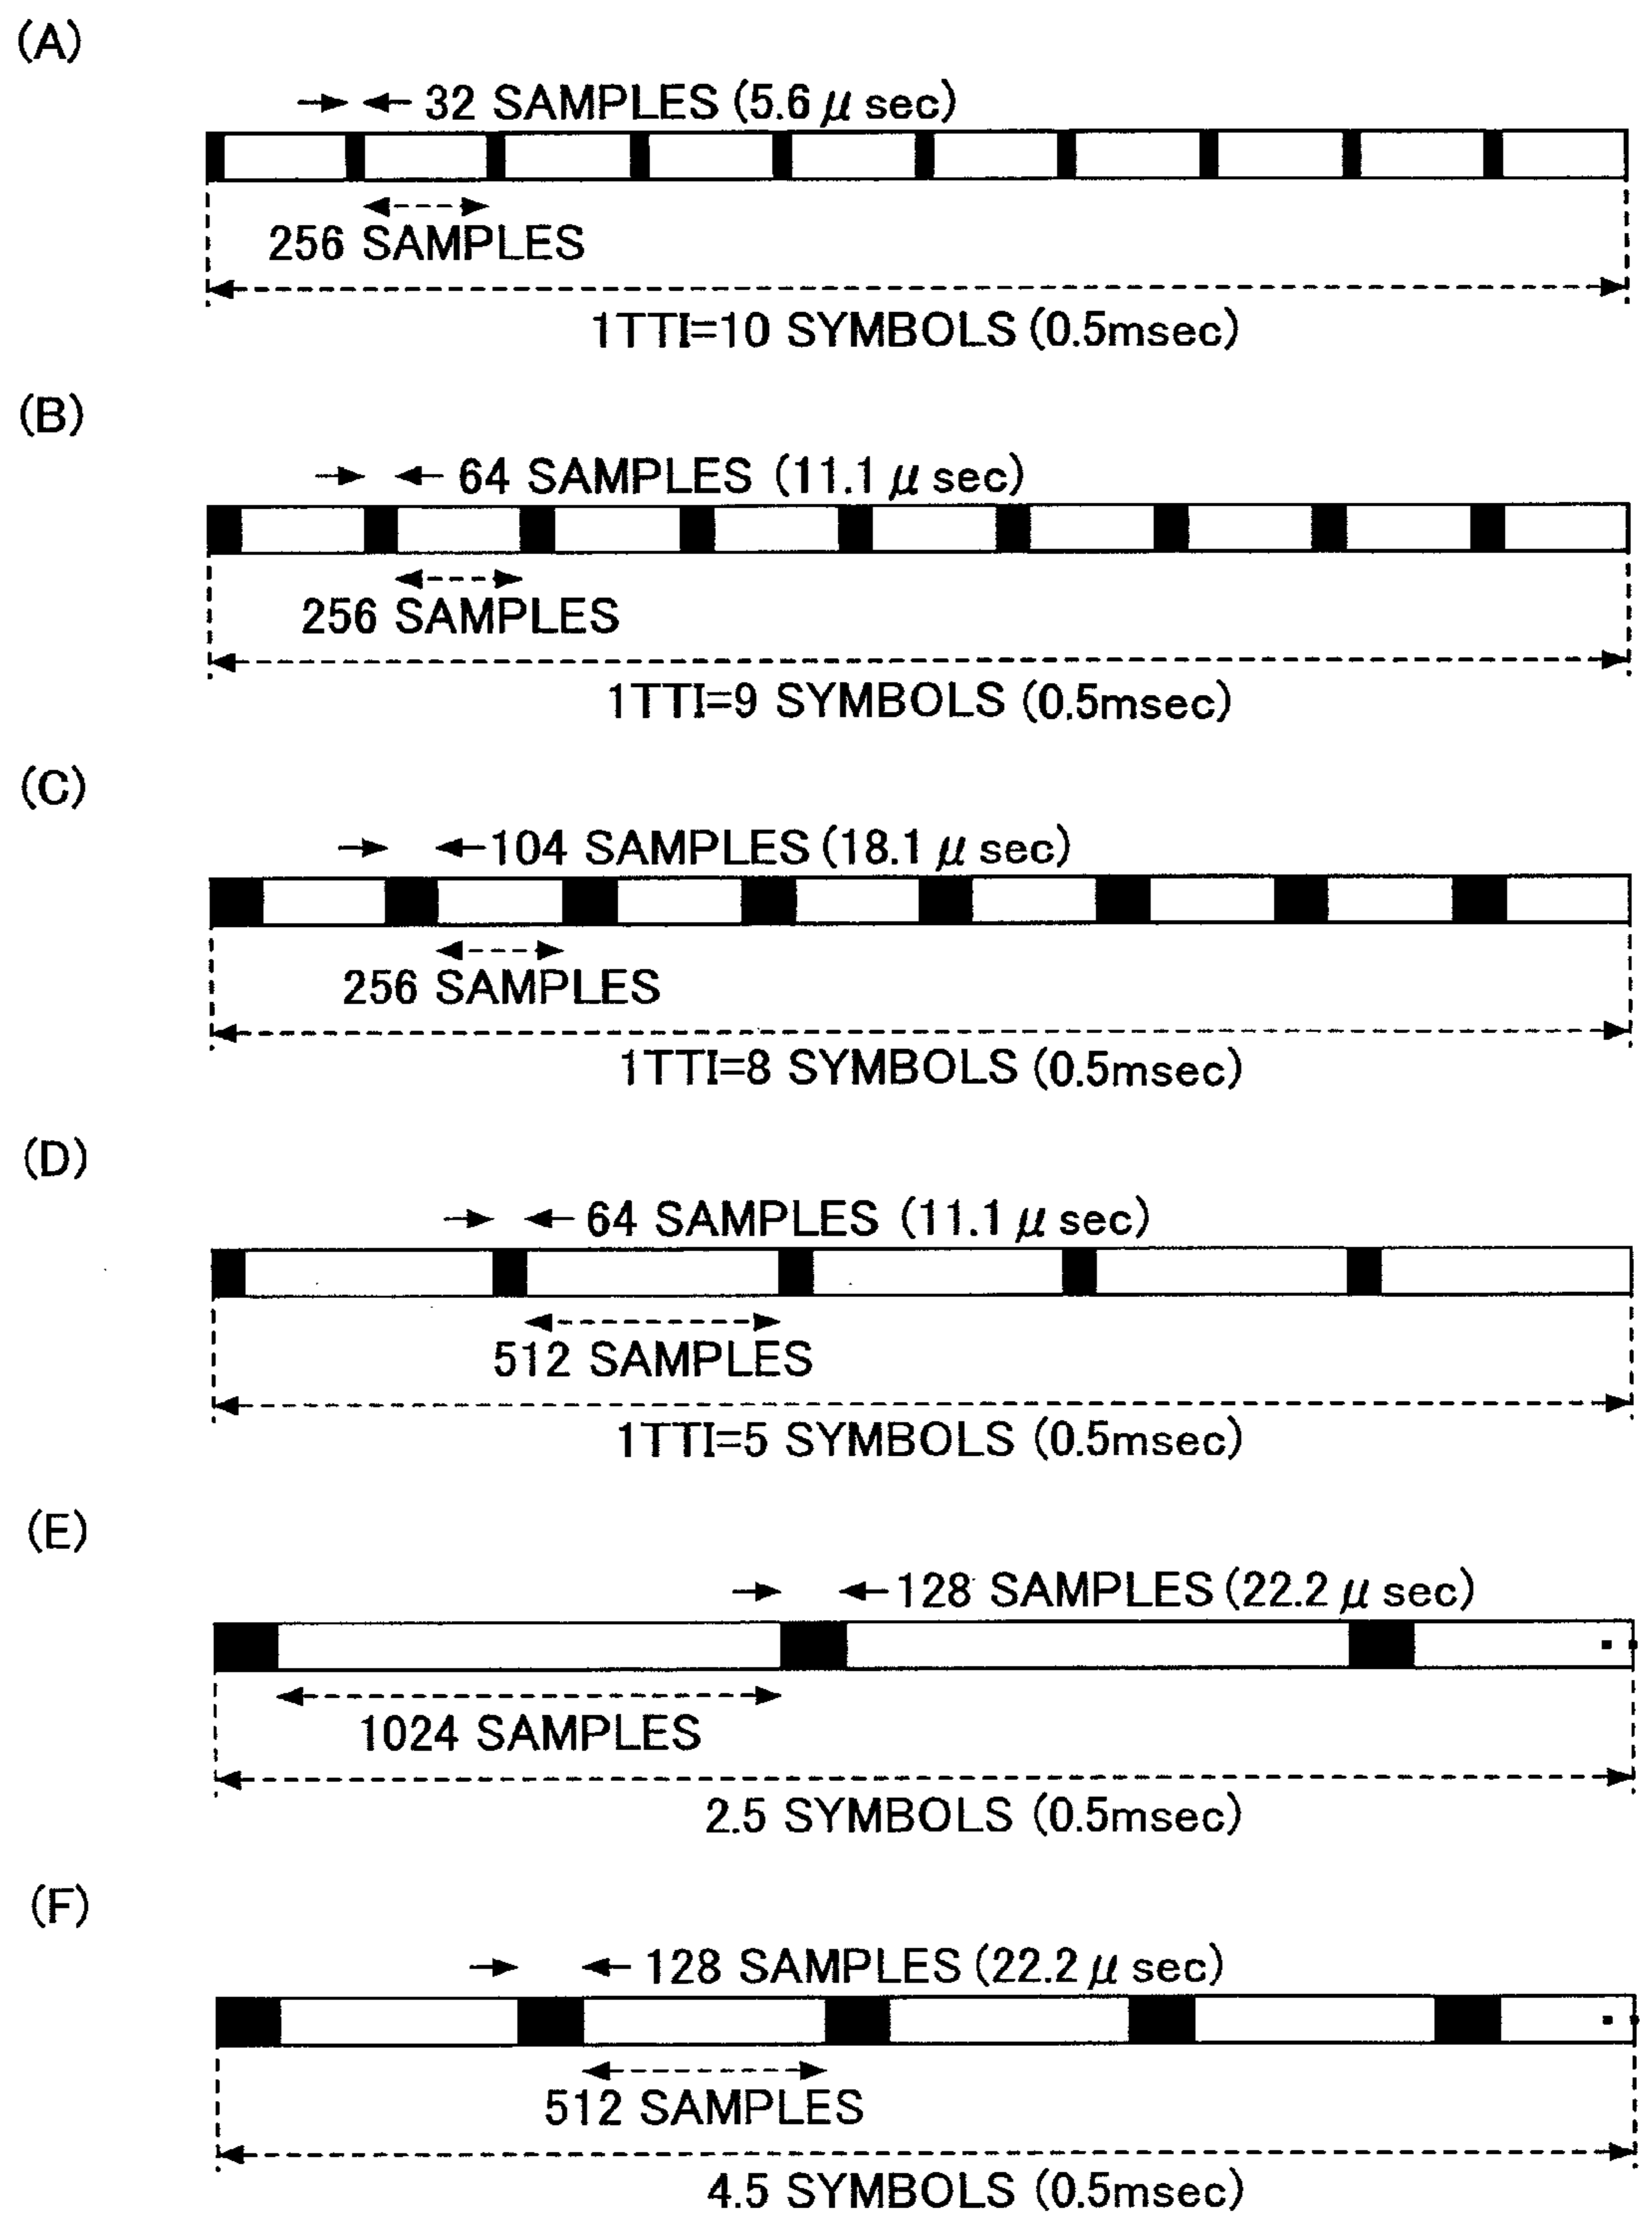 (A)
32 SAMPLES (5.6 μ sec)
256 SAMPLES
1TTI=10 SYMBOLS (0.5msec)
(B)
64 SAMPLES (11.1 μ sec)
256 SAMPLES
1TTI=9 SYMBOLS (0.5msec)
(C)
104 SAMPLES (18.1 μ sec)
256 SAMPLES
1TTI=8 SYMBOLS (0.5msec)
(D)
64 SAMPLES (11.1 μ sec)
512 SAMPLES
1TTI=5 SYMBOLS (0.5msec)
(E)
128 SAMPLES (22.2 μ sec)
1024 SAMPLES
2.5 SYMBOLS (0.5msec)
(F)
128 SAMPLES (22.2 μ sec)
512 SAMPLES
4.5 SYMBOLS (0.5msec)